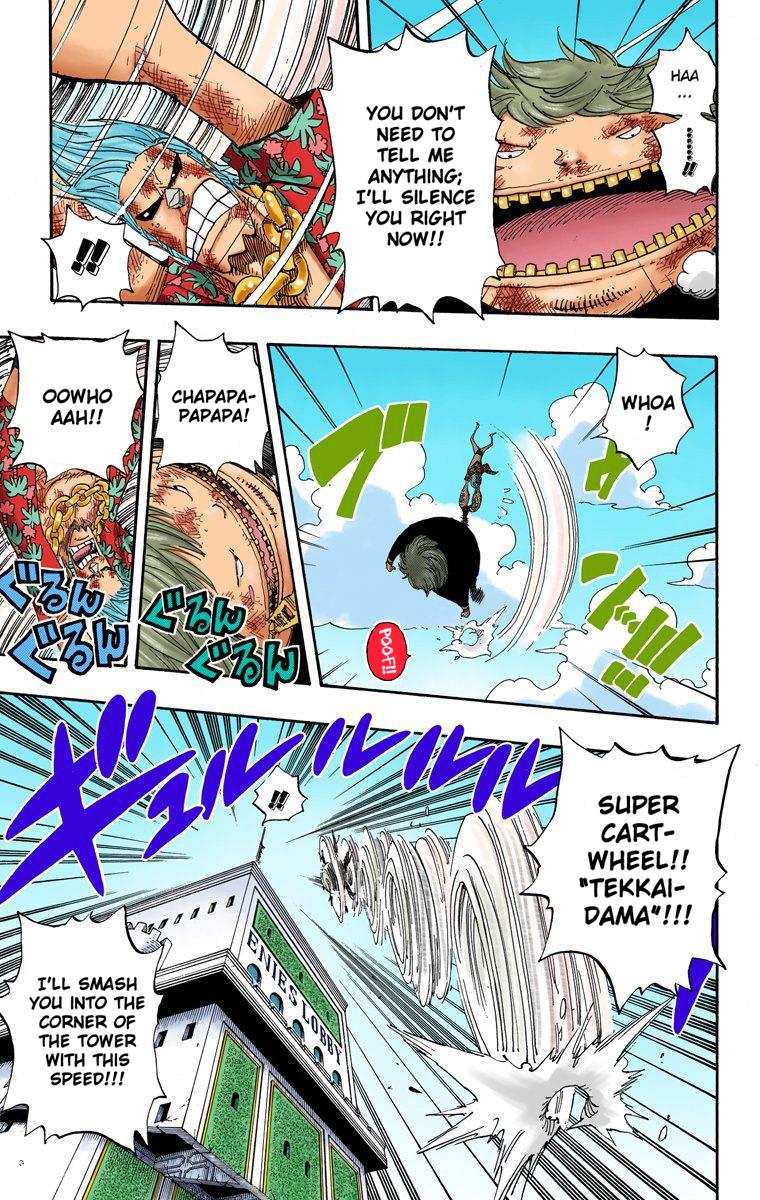 HAA
...
!!
YOU DON'T
NEED TO
TELL ME
ANYTHING;
I'LL SILENCE
YOU RIGHT
NOW!!
!!
WHOA
!
ブンッ
POOF!!
CHAPAPA-
PAPAPA!
ぐるん
ぐるん
OOWHO
AAH!!
ぐるん
ぐるん
SUPER
CART-
WHEEL!!
"TEKKAI-
DAMA"!!!
ギュルルルルル
!!
ENIES LOBBY
I'LL SMASH
YOU INTO THE
CORNER OF
THE TOWER
WITH THIS
SPEED!!!